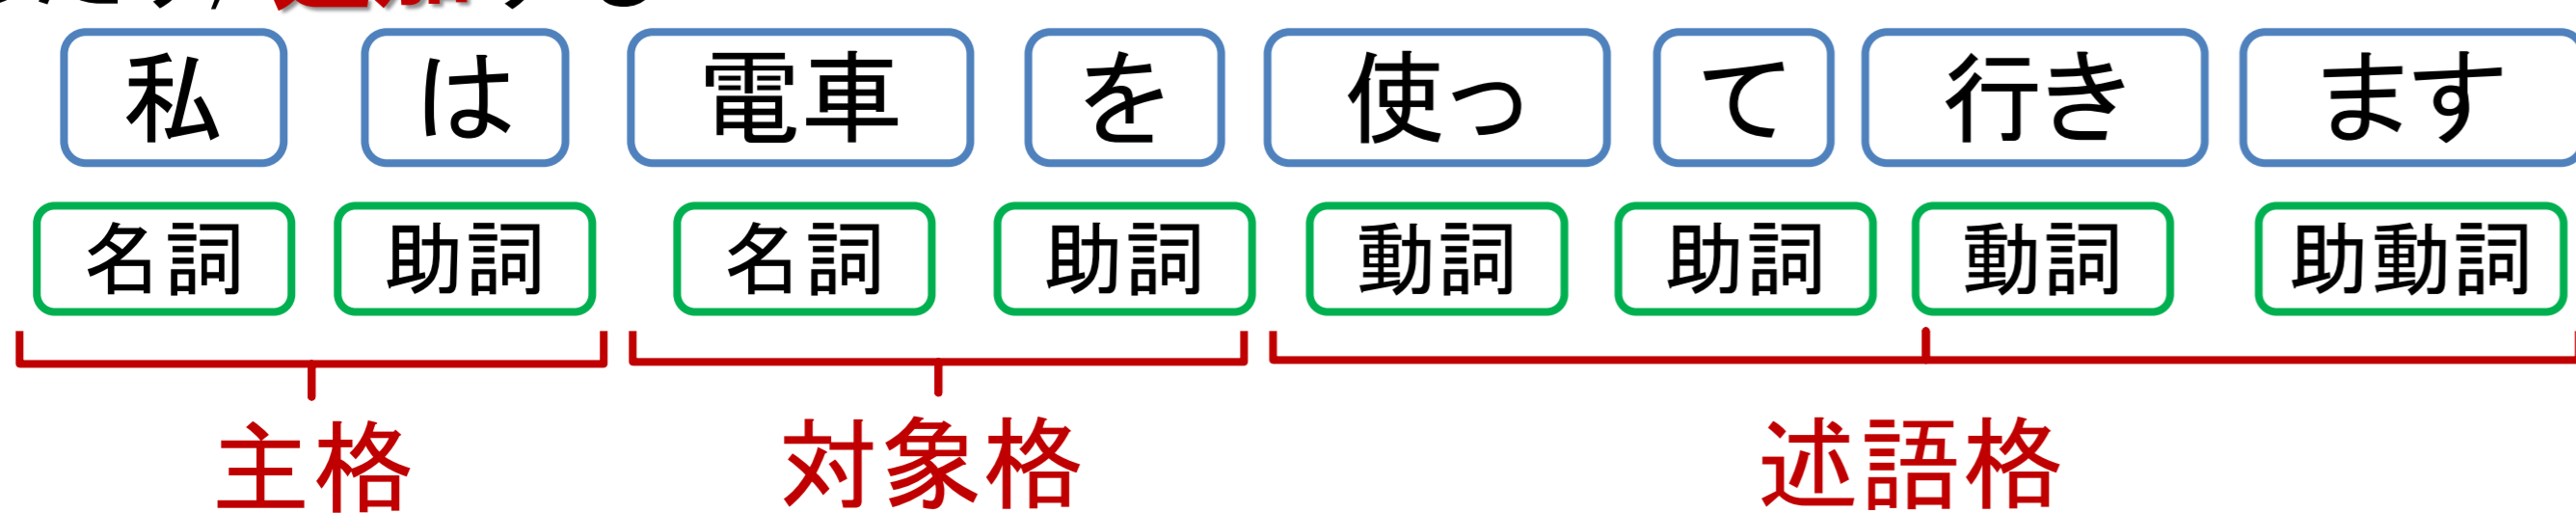 私 は 電車 を 使っ て 行き ます
名詞 助詞 名詞 助詞 動詞 助詞 動詞 助動詞
主格 対象格 述語格